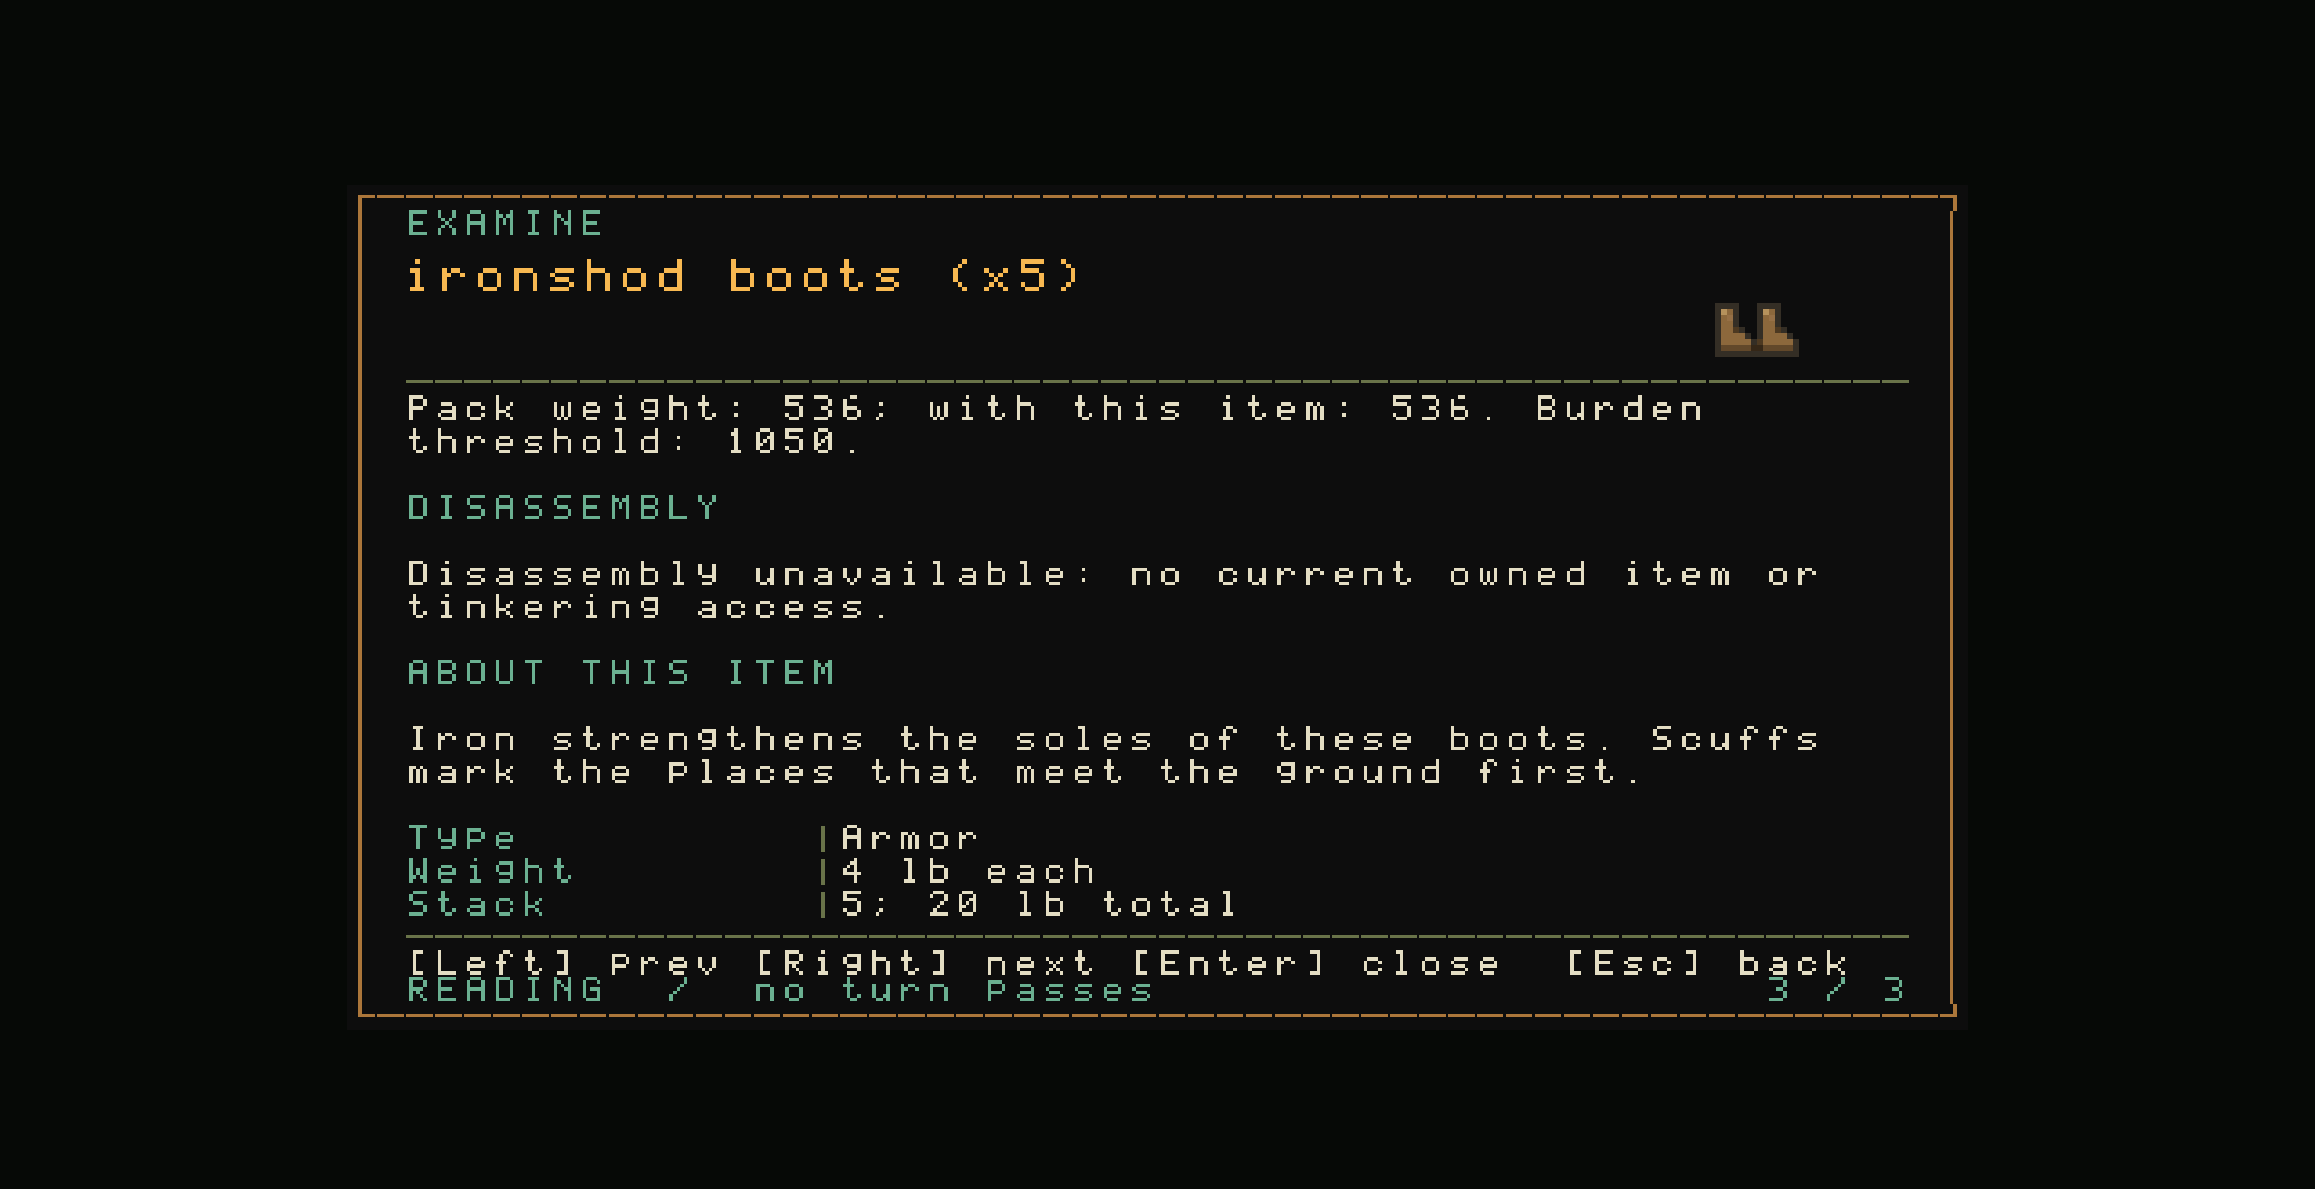 EXAMINE
ironshod boots (x5)
Pack weight: 536; with this item: 536. Burden
threshold: 1050.
DISASSEMBLY
Disassembly unavailable: no current owned item or
tinkering access.
ABOUT THIS ITEM
Iron strengthens the soles of these boots. Scuffs
mark the places that meet the ground first.
Type |Armor
Weight |4 lb each
Stack |5; 20 lb total
[Left] prev [Right] next [Enter] close [Esc] back
READING / no turn passes 3 / 3